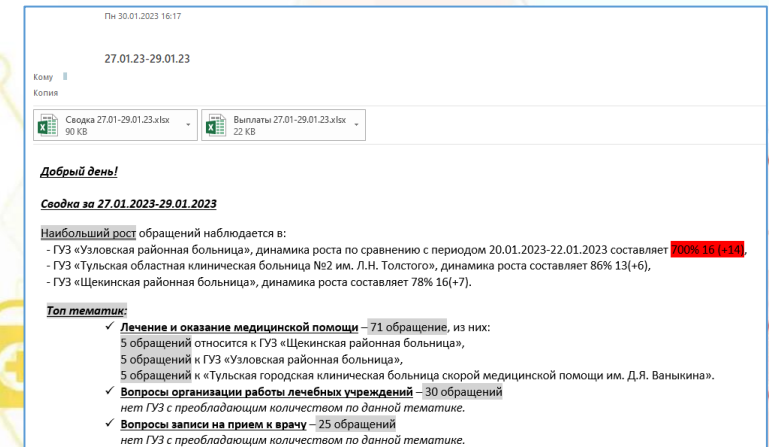 Пн 30.01.2023 16:17
27.01.23-29.01.23
Кому
Копия
Сводка 27.01-29.01.23.xlsx
90 KB
Выплаты 27.01-29.01.23.xlsx
22 KB
Добрый день!
Сводка за 27.01.2023-29.01.2023
Наибольший рост обращений наблюдается в:
- ГУЗ «Узловская районная больница», динамика роста по сравнению с периодом 20.01.2023-22.01.2023 составляет 700% 16 (+14),
- ГУЗ «Тульская областная клиническая больница №2 им. Л.Н. Толстого», динамика роста составляет 86% 13(+6),
- ГУЗ «Щекинская районная больница», динамика роста составляет 78% 16(+7).
Топ тематик:
✓ Лечение и оказание медицинской помощи – 71 обращение, из них:
5 обращений относится к ГУЗ «Щекинская районная больница»,
5 обращений к ГУЗ «Узловская районная больница»,
5 обращений к «Тульская городская клиническая больница скорой медицинской помощи им. Д.Я. Ваныкина».
✓ Вопросы организации работы лечебных учреждений – 30 обращений
нет ГУЗ с преобладающим количеством по данной тематике.
✓ Вопросы записи на прием к врачу – 25 обращений
нет ГУЗ с преобладающим количеством по данной тематике.